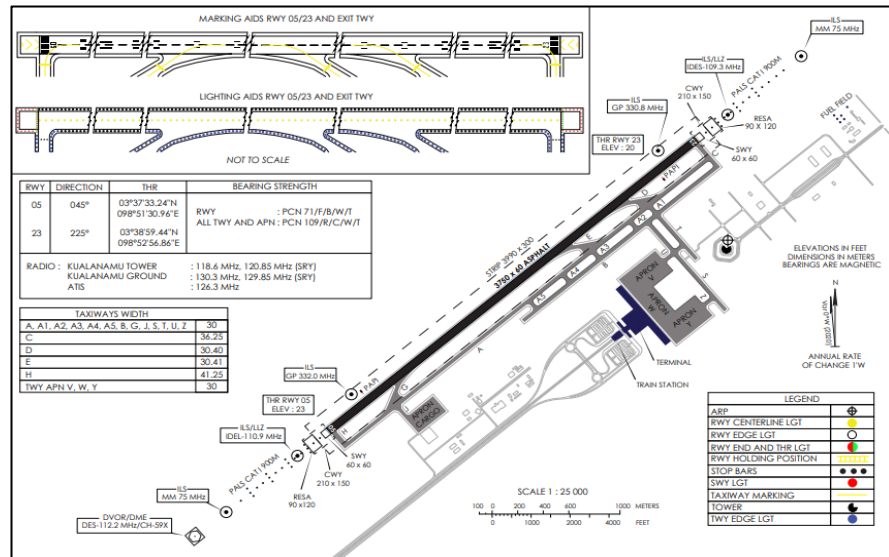 MARKING AIDS RWY 05/23 AND EXIT TWY
LIGHTING AIDS RWY 05/23 AND EXIT TWY
NOT TO SCALE
RWY DIRECTION THR BEARING STRENGTH
05 045° 03°37'33.24"N 098°51'30.96"E
23 225° 03°38'59.44"N 098°52'56.86"E
RWY : PCN 71/F/B/W/T
ALL TWY AND APN : PCN 109/R/C/W/T
RADIO : KUALANAMU TOWER : 118.6 MHz, 120.85 MHz (SRY)
KUALANAMU GROUND : 130.3 MHz, 129.85 MHz (SRY)
ATIS : 126.3 MHz
TAXIWAYS WIDTH
A, A1, A2, A3, A4, A5, B, G, J, S, T, U, Z 30
C 36.25
D 30.40
E 30.41
H 41.25
TWY APN V, W, Y 30
ILS
MM 75 MHz
ILS/LLZ
IDES-109.3 MHz
PALS CAT I 900M
CWY
210 x 150
ILS
GP 330.8 MHz
RESA
90 X 120
THR RWY 23
ELEV : 20
SWY
60 x 60
FUEL FIELD
PAPI
C
D
A1
A2
E
T
STRIP 3990 x 300
3750 x 60 ASPHALT
A3
B
A4
A5
U
S
Z
APRON
V
APRON
W
APRON
Y
A
TERMINAL
TRAIN STATION
ELEVATIONS IN FEET
DIMENSIONS IN METERS
BEARINGS ARE MAGNETIC
N
ANNUAL RATE
OF CHANGE 1'W
ILS
GP 332.0 MHz
PAPI
G
J
APRON
CARGO
THR RWY 05
ELEV : 23
H
ILS/LLZ
IDEL-110.9 MHz
SWY
60 x 60
CWY
210 x 150
RESA
90 x120
PALS CAT I 900M
ILS
MM 75 MHz
DVOR/DME
DES-112.2 MHz/CH-59X
SCALE 1 : 25 000
100 0 200 400 600 1000 METERS
0 1000 2000 4000 FEET
LEGEND
ARP
RWY CENTERLINE LGT
RWY EDGE LGT
RWY END AND THR LGT
RWY HOLDING POSITION
STOP BARS
SWY LGT
TAXIWAY MARKING
TOWER
TWY EDGE LGT